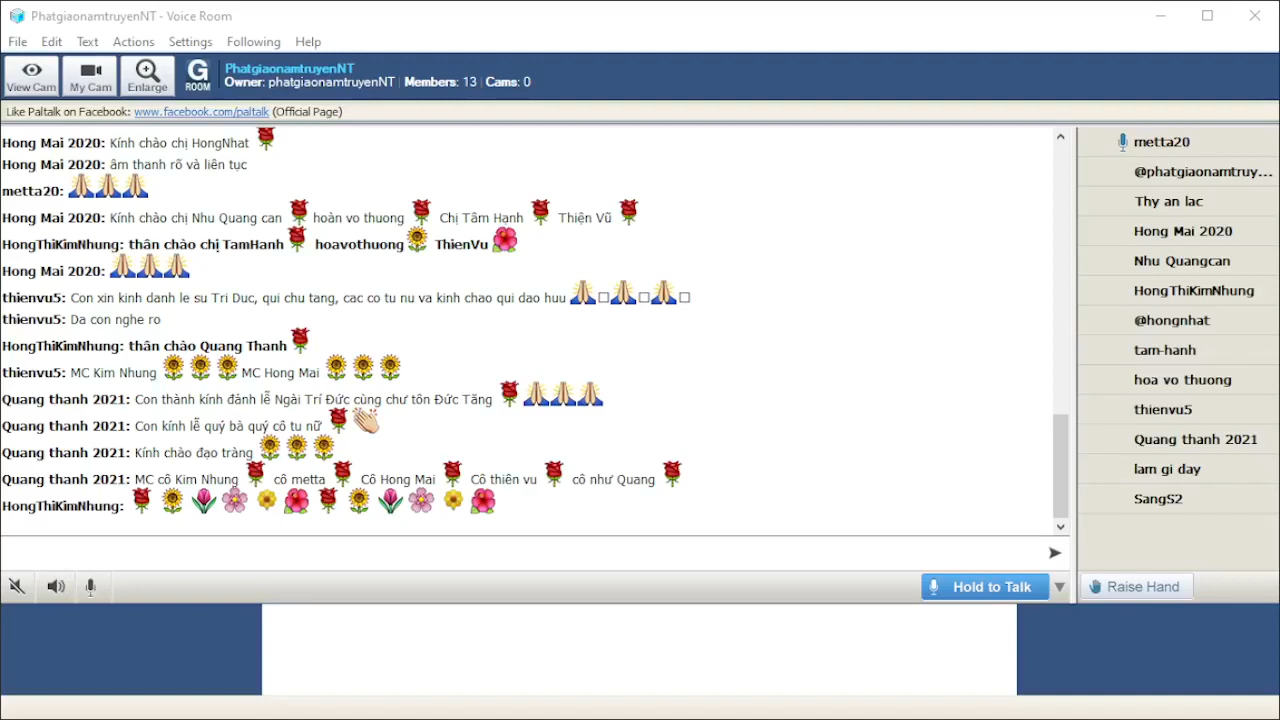 PhatgiaonamtruyenNT - Voice Room
File Edit Text Actions Settings Following Help
View Cam
My Cam
Enlarge
G ROOM
PhatgiaonamtruyenNT
Owner: phatgiaonamtruyenNT | Members: 13 | Cams: 0
Like Paltalk on Facebook: www.facebook.com/paltalk (Official Page)
Hong Mai 2020: Kính chào chị HongNhat
Hong Mai 2020: âm thanh rõ và liên tục
metta20:
Hong Mai 2020: Kính chào chị Nhu Quang can hoàn vo thuong Chị Tâm Hạnh Thiện Vũ
HongThiKimNhung: thân chào chị TamHanh hoavothuong ThienVu
Hong Mai 2020:
thienvu5: Con xin kinh danh le su Tri Duc, qui chu tang, cac co tu nu va kinh chao qui dao huu
thienvu5: Da con nghe ro
HongThiKimNhung: thân chào Quang Thanh
thienvu5: MC Kim Nhung MC Hong Mai
Quang thanh 2021: Con thành kính đảnh lễ Ngài Trí Đức cùng chư tôn Đức Tăng
Quang thanh 2021: Con kính lễ quý bà quý cô tu nữ
Quang thanh 2021: Kính chào đạo tràng
Quang thanh 2021: MC cô Kim Nhung cô metta Cô Hong Mai Cô thiên vu cô như Quang
HongThiKimNhung:
metta20
@phatgiaonamtruy...
Thy an lac
Hong Mai 2020
Nhu Quangcan
HongThiKimNhung
@hongnhat
tam-hanh
hoa vo thuong
thienvu5
Quang thanh 2021
lam gi day
SangS2
Hold to Talk
Raise Hand